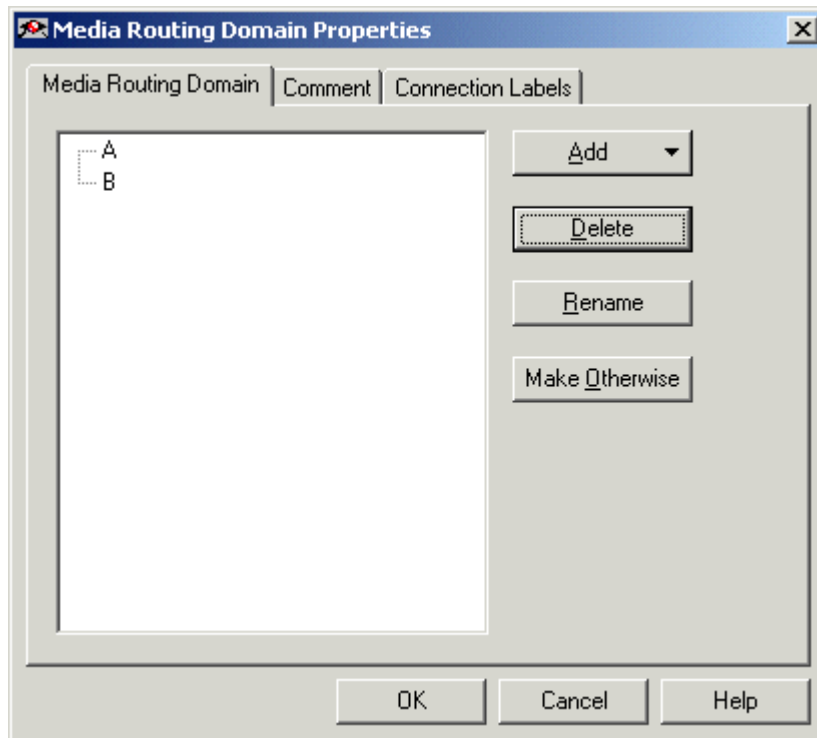 Media Routing Domain Properties
Media Routing Domain
Comment
Connection Labels
A
B
Add
Delete
Rename
Make Otherwise
OK
Cancel
Help